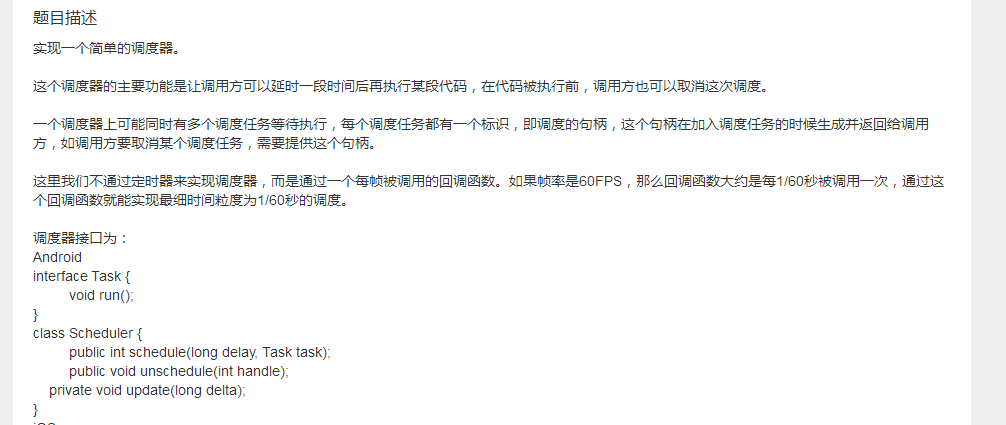 题目描述
实现一个简单的调度器。
这个调度器的主要功能是让调用方可以延时一段时间后再执行某段代码，在代码被执行前，调用方也可以取消这次调度。
一个调度器上可能同时有多个调度任务等待执行，每个调度任务都有一个标识，即调度的句柄，这个句柄在加入调度任务的时候生成并返回给调用
方，如调用方要取消某个调度任务，需要提供这个句柄。
这里我们不通过定时器来实现调度器，而是通过一个每帧被调用的回调函数。如果帧率是60FPS，那么回调函数大约是每1/60秒被调用一次，通过这
个回调函数就能实现最细时间粒度为1/60秒的调度。
调度器接口为：
Android
interface Task {
void run();
}
class Scheduler {
public int schedule(long delay, Task task);
public void unschedule(int handle);
private void update(long delta);
}